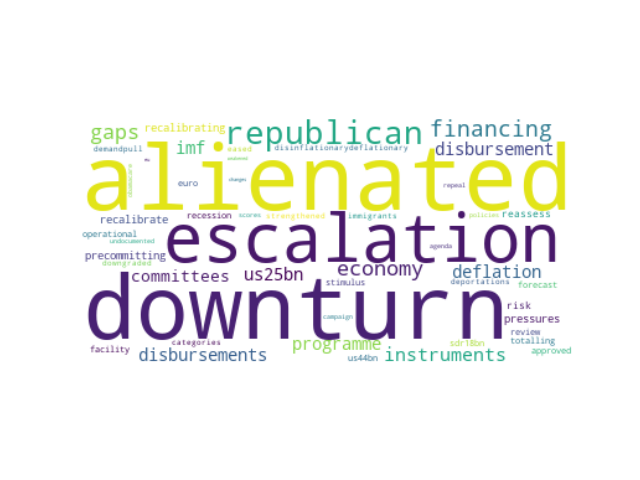 gaps recalibrating republican financing
demandpull imf eased disinflationarydeflationary disbursement
alienated
euro repeal
recalibrate recession scores strengthened immigrants policies reassess
operational escalation
undocumented agenda
precommitting
downgraded committees us25bn economy deflation
stimulus deportations forecast
downturn risk
campaign pressures
categories programme sdr18bn review
totalling
facility disbursements us44bn instruments approved
obamacare
changes